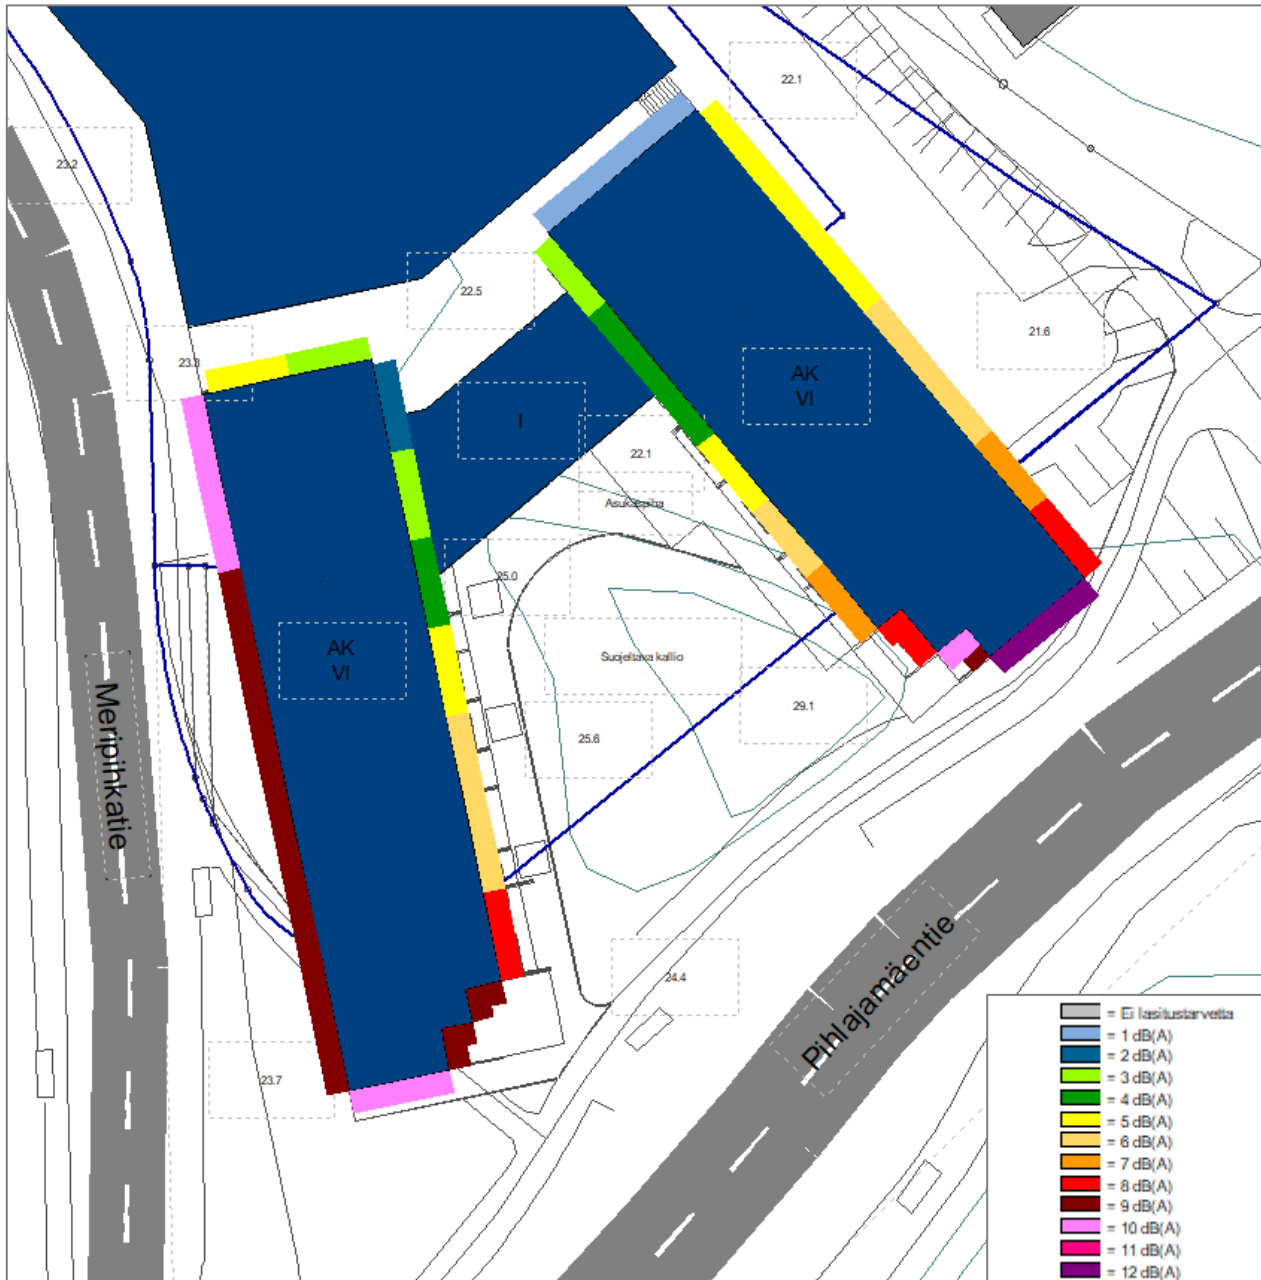 22.1
23.2
22.5
21.6
23.3
AK
VI
I
22.1
Asukaspiha
25.0
AK
VI
Suojeltava kallio
Meripihkatie
29.1
25.6
Pihlajamäentie
24.4
23.7
= Ei lasitustarvetta
= 1 dB(A)
= 2 dB(A)
= 3 dB(A)
= 4 dB(A)
= 5 dB(A)
= 6 dB(A)
= 7 dB(A)
= 8 dB(A)
= 9 dB(A)
= 10 dB(A)
= 11 dB(A)
= 12 dB(A)